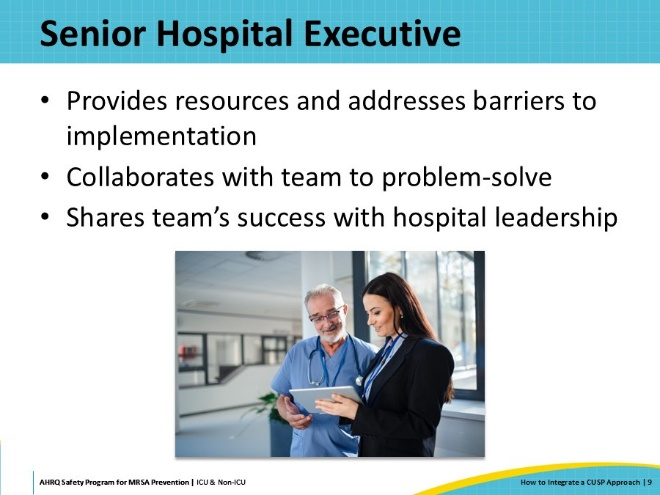 Senior Hospital Executive
• Provides resources and addresses barriers to
implementation
• Collaborates with team to problem-solve
• Shares team’s success with hospital leadership
AHRQ Safety Program for MRSA Prevention | ICU & Non-ICU
How to Integrate a CUSP Approach | 9